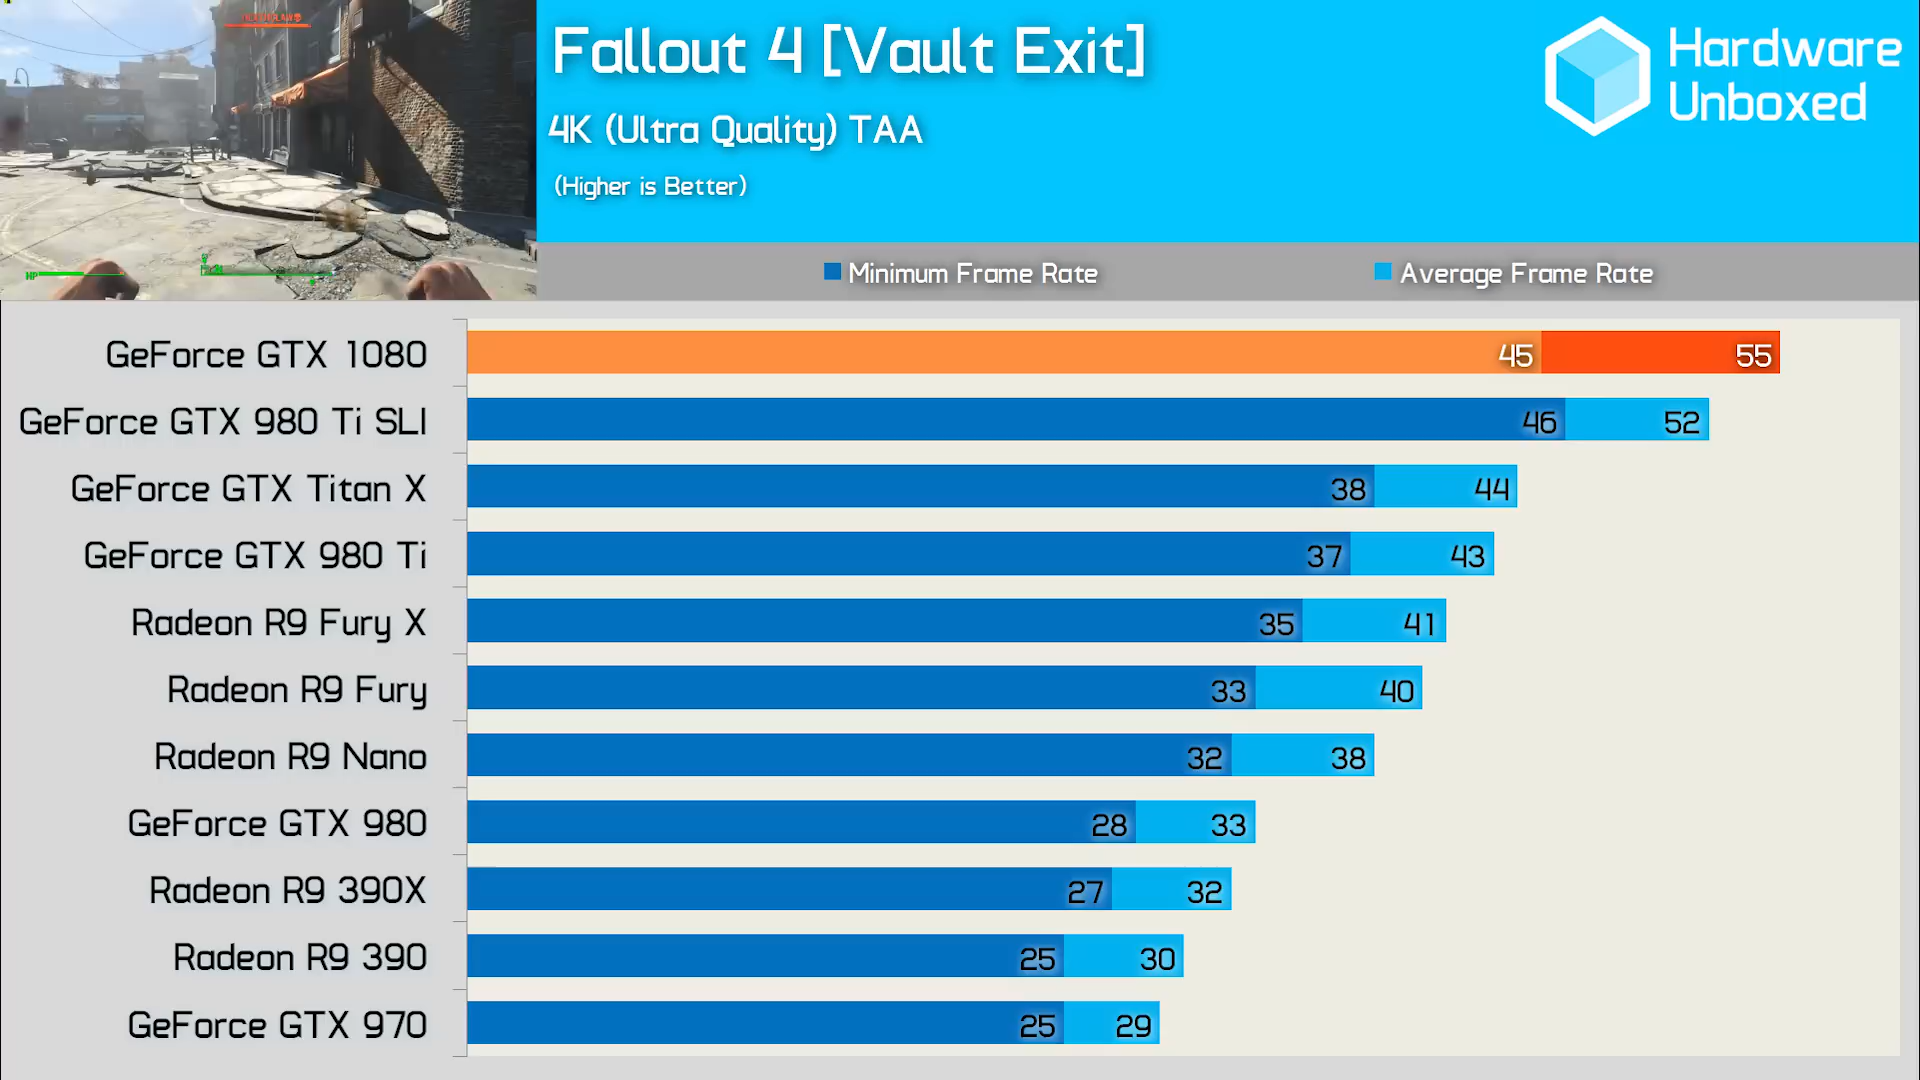 Fallout 4 [Vault Exit]
4K (Ultra Quality) TAA
(Higher is Better)
Hardware
Unboxed
Minimum Frame Rate
Average Frame Rate
HP
GeForce GTX 1080 45 55
GeForce GTX 980 Ti SLI 46 52
GeForce GTX Titan X 38 44
GeForce GTX 980 Ti 37 43
Radeon R9 Fury X 35 41
Radeon R9 Fury 33 40
Radeon R9 Nano 32 38
GeForce GTX 980 28 33
Radeon R9 390X 27 32
Radeon R9 390 25 30
GeForce GTX 970 25 29